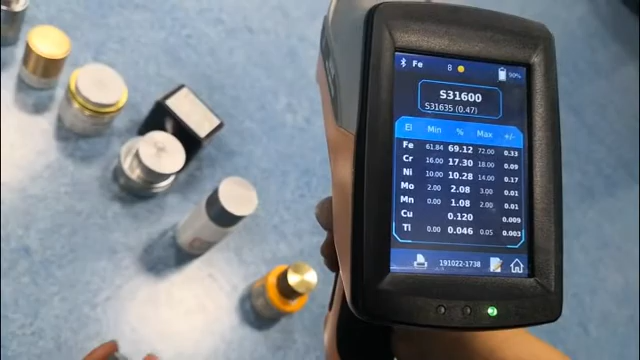 Fe 8 90%
S31600
S31635 (0.47)
El Min % Max +/-
Fe 61.84 69.12 72.00 0.33
Cr 16.00 17.30 18.00 0.09
Ni 10.00 10.28 14.00 0.17
Mo 2.00 2.08 3.00 0.01
Mn 0.00 1.08 2.00 0.01
Cu 0.120 0.009
Ti 0.00 0.046 0.05 0.003
191022-1738